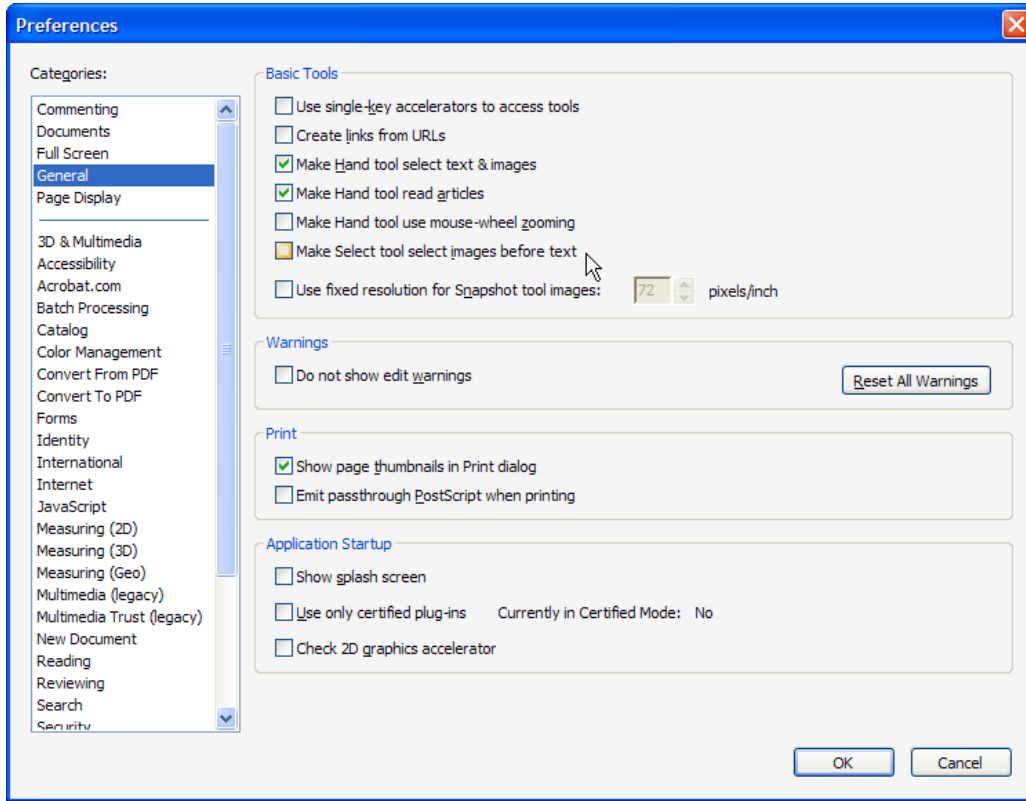 Preferences
Categories:
Commenting
Documents
Full Screen
General
Page Display
3D & Multimedia
Accessibility
Acrobat.com
Batch Processing
Catalog
Color Management
Convert From PDF
Convert To PDF
Forms
Identity
International
Internet
JavaScript
Measuring (2D)
Measuring (3D)
Measuring (Geo)
Multimedia (legacy)
Multimedia Trust (legacy)
New Document
Reading
Reviewing
Search
Security
Basic Tools
Use single-key accelerators to access tools
Create links from URLs
Make Hand tool select text & images
Make Hand tool read articles
Make Hand tool use mouse-wheel zooming
Make Select tool select images before text
Use fixed resolution for Snapshot tool images: 72 pixels/inch
Warnings
Do not show edit warnings
Reset All Warnings
Print
Show page thumbnails in Print dialog
Emit passthrough PostScript when printing
Application Startup
Show splash screen
Use only certified plug-ins Currently in Certified Mode: No
Check 2D graphics accelerator
OK Cancel